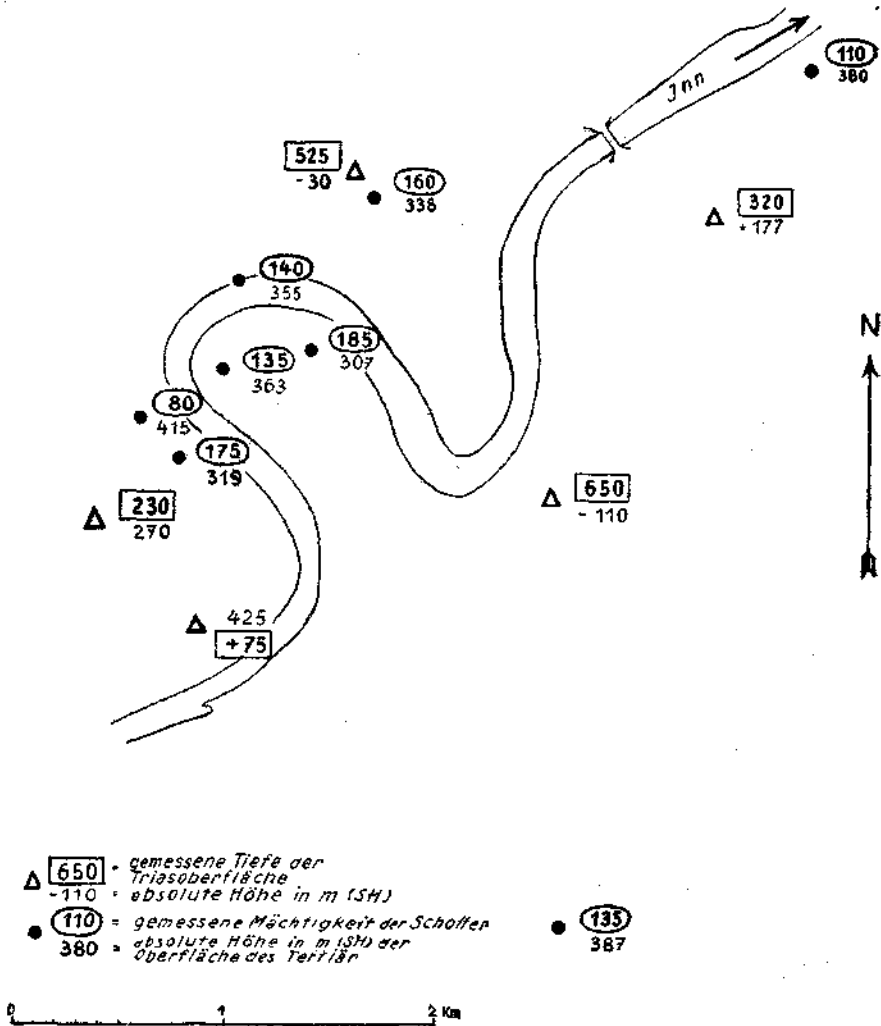 Jnn
110
380
525
-30
160
338
320
+177
140
355
N
185
307
135
363
80
415
175
319
650
-110
230
270
425
+75
650 = gemessene Tiefe der
Triasoberfläche
-110 = absolute Höhe in m (SH)
110 = gemessene Mächtigkeit der Schotter
380 = absolute Höhe in m (SH) der
Oberfläche des Tertiär
135
387
0 1 2 Km